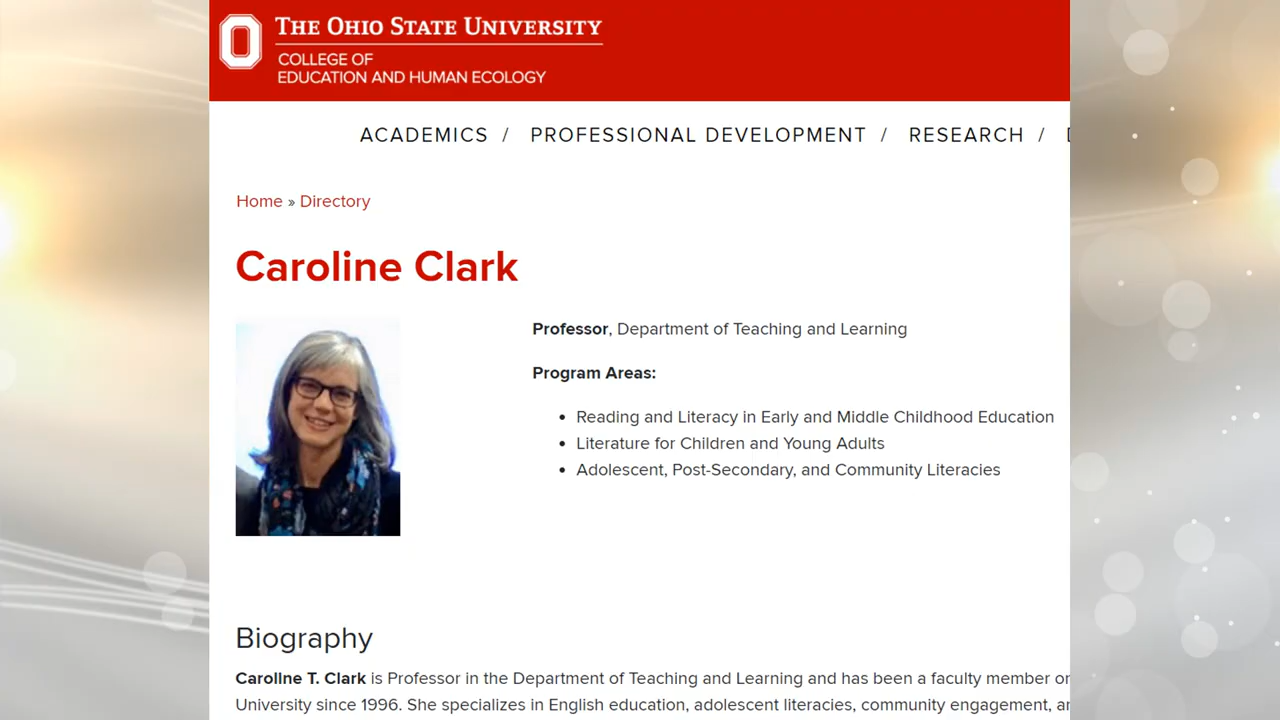 THE OHIO STATE UNIVERSITY
COLLEGE OF
EDUCATION AND HUMAN ECOLOGY
ACADEMICS / PROFESSIONAL DEVELOPMENT / RESEARCH /
Home » Directory
Caroline Clark
Professor, Department of Teaching and Learning
Program Areas:
• Reading and Literacy in Early and Middle Childhood Education
• Literature for Children and Young Adults
• Adolescent, Post-Secondary, and Community Literacies
Biography
Caroline T. Clark is Professor in the Department of Teaching and Learning and has been a faculty member
University since 1996. She specializes in English education, adolescent literacies, community engagement,